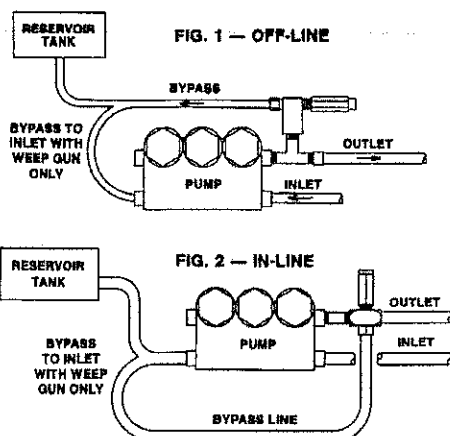 RESERVOIR
TANK
FIG. 1 — OFF-LINE
BYPASS
BYPASS TO
INLET WITH
WEEP GUN
ONLY
OUTLET
PUMP
INLET
FIG. 2 — IN-LINE
RESERVOIR
TANK
OUTLET
BYPASS
TO INLET
WITH WEEP
GUN ONLY
PUMP
INLET
BYPASS LINE